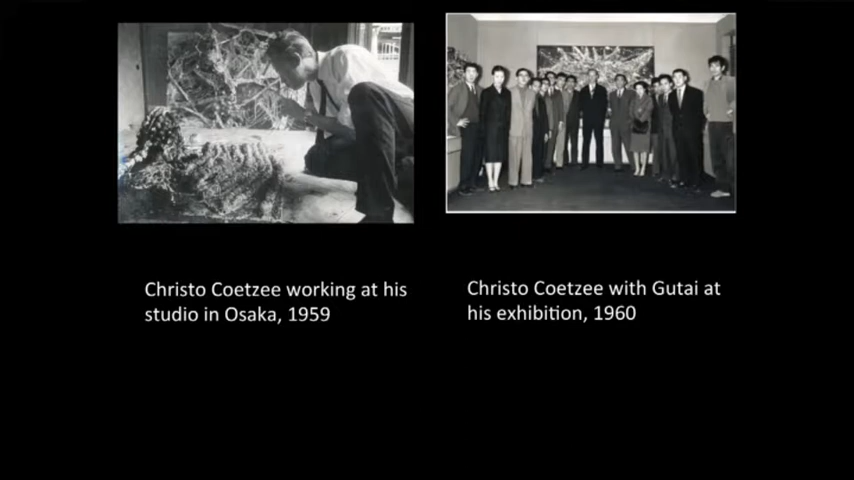 Christo Coetzee working at his
studio in Osaka, 1959
Christo Coetzee with Gutai at
his exhibition, 1960